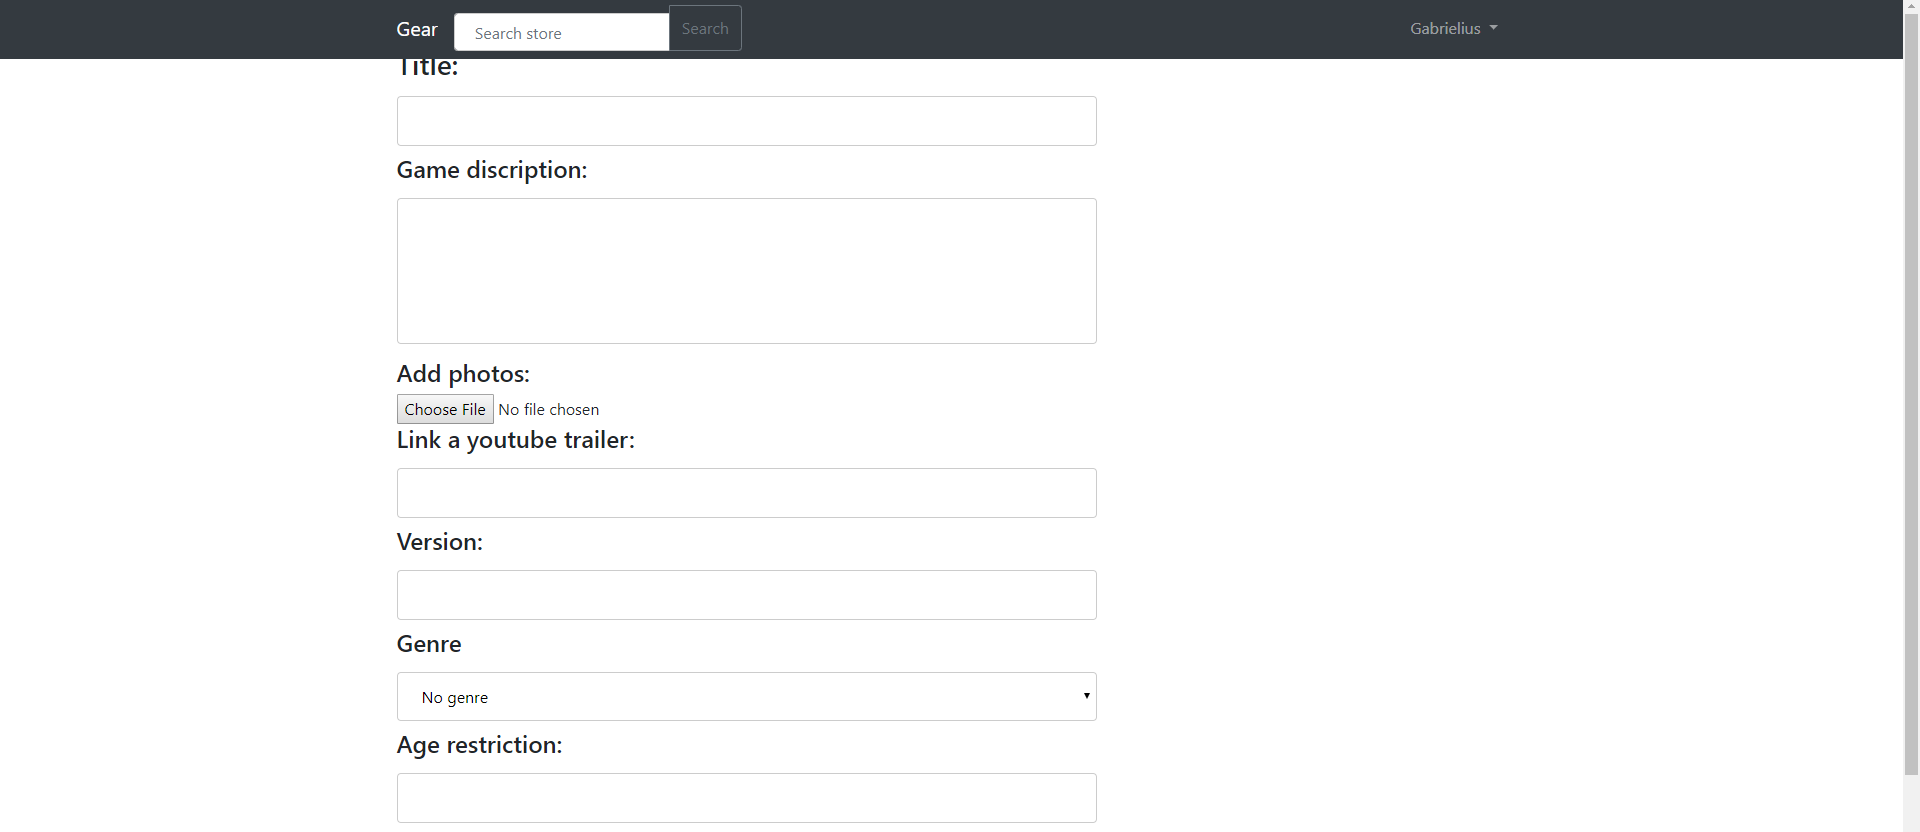 Gear Search store Search Gabrielius
Title:
Game discription:
Add photos:
Choose File No file chosen
Link a youtube trailer:
Version:
Genre
No genre
Age restriction: